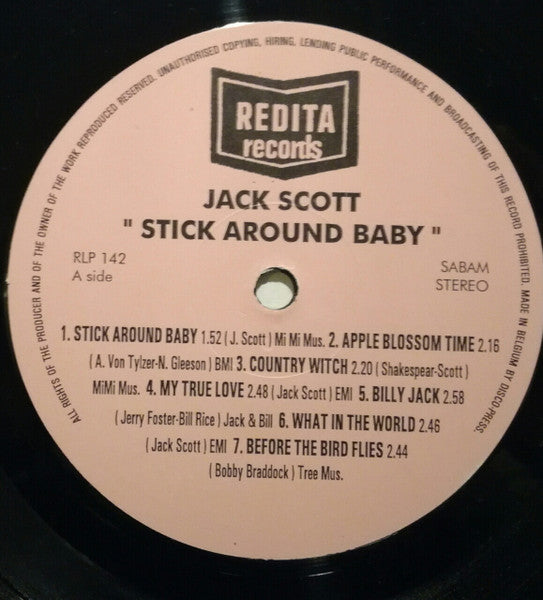 ALL RIGHTS OF THE PRODUCER AND OF THE OWNER OF THE WORK REPRODUCED RESERVED. UNAUTHORISED COPYING, HIRING, LENDING PUBLIC PERFORMANCE AND BROADCASTING OF THIS RECORD PROHIBITED. MADE IN BELGIUM BY DISCO-PRESS.
REDITA
records
JACK SCOTT
" STICK AROUND BABY "
RLP 142
A side
SABAM
STEREO
1. STICK AROUND BABY 1.52 ( J. Scott ) Mi Mi Mus. 2. APPLE BLOSSOM TIME 2.16
( A. Von Tylzer-N. Gleeson ) BMI 3. COUNTRY WITCH 2.20 ( Shakespear-Scott )
MiMi Mus. 4. MY TRUE LOVE 2.48 ( Jack Scott ) EMI 5. BILLY JACK 2.58
( Jerry Foster-Bill Rice ) Jack & Bill 6. WHAT IN THE WORLD 2.46
( Jack Scott ) EMI 7. BEFORE THE BIRD FLIES 2.44
( Bobby Braddock ) Tree Mus.